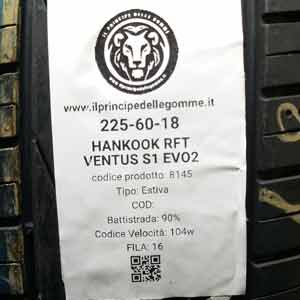 IL PRINCIPE DELLE GOMME
www.ilprincipedellegomme.it
225-60-18
HANKOOK RFT
VENTUS S1 EVO2
codice prodotto: 8145
Tipo: Estiva
COD:
Battistrada: 90%
Codice Velocità: 104w
FILA: 16